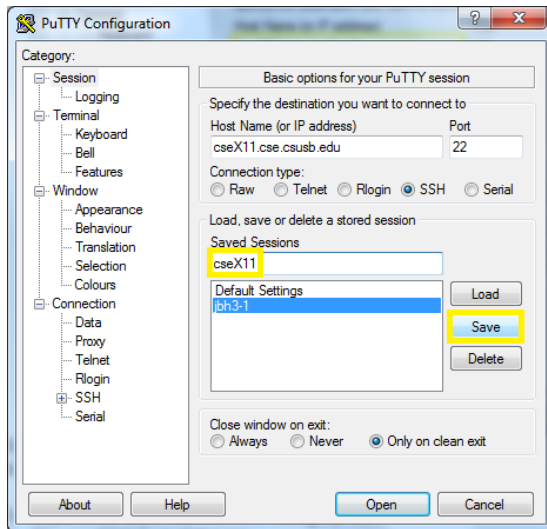 PuTTY Configuration
Category:
Session
Logging
Terminal
Keyboard
Bell
Features
Window
Appearance
Behaviour
Translation
Selection
Colours
Connection
Data
Proxy
Telnet
Rlogin
SSH
Serial
Basic options for your PuTTY session
Specify the destination you want to connect to
Host Name (or IP address) Port
cseX11.cse.csusb.edu 22
Connection type:
Raw Telnet Rlogin SSH Serial
Load, save or delete a stored session
Saved Sessions
cseX11
Default Settings
jbh3-1
Load
Save
Delete
Close window on exit:
Always Never Only on clean exit
About Help Open Cancel